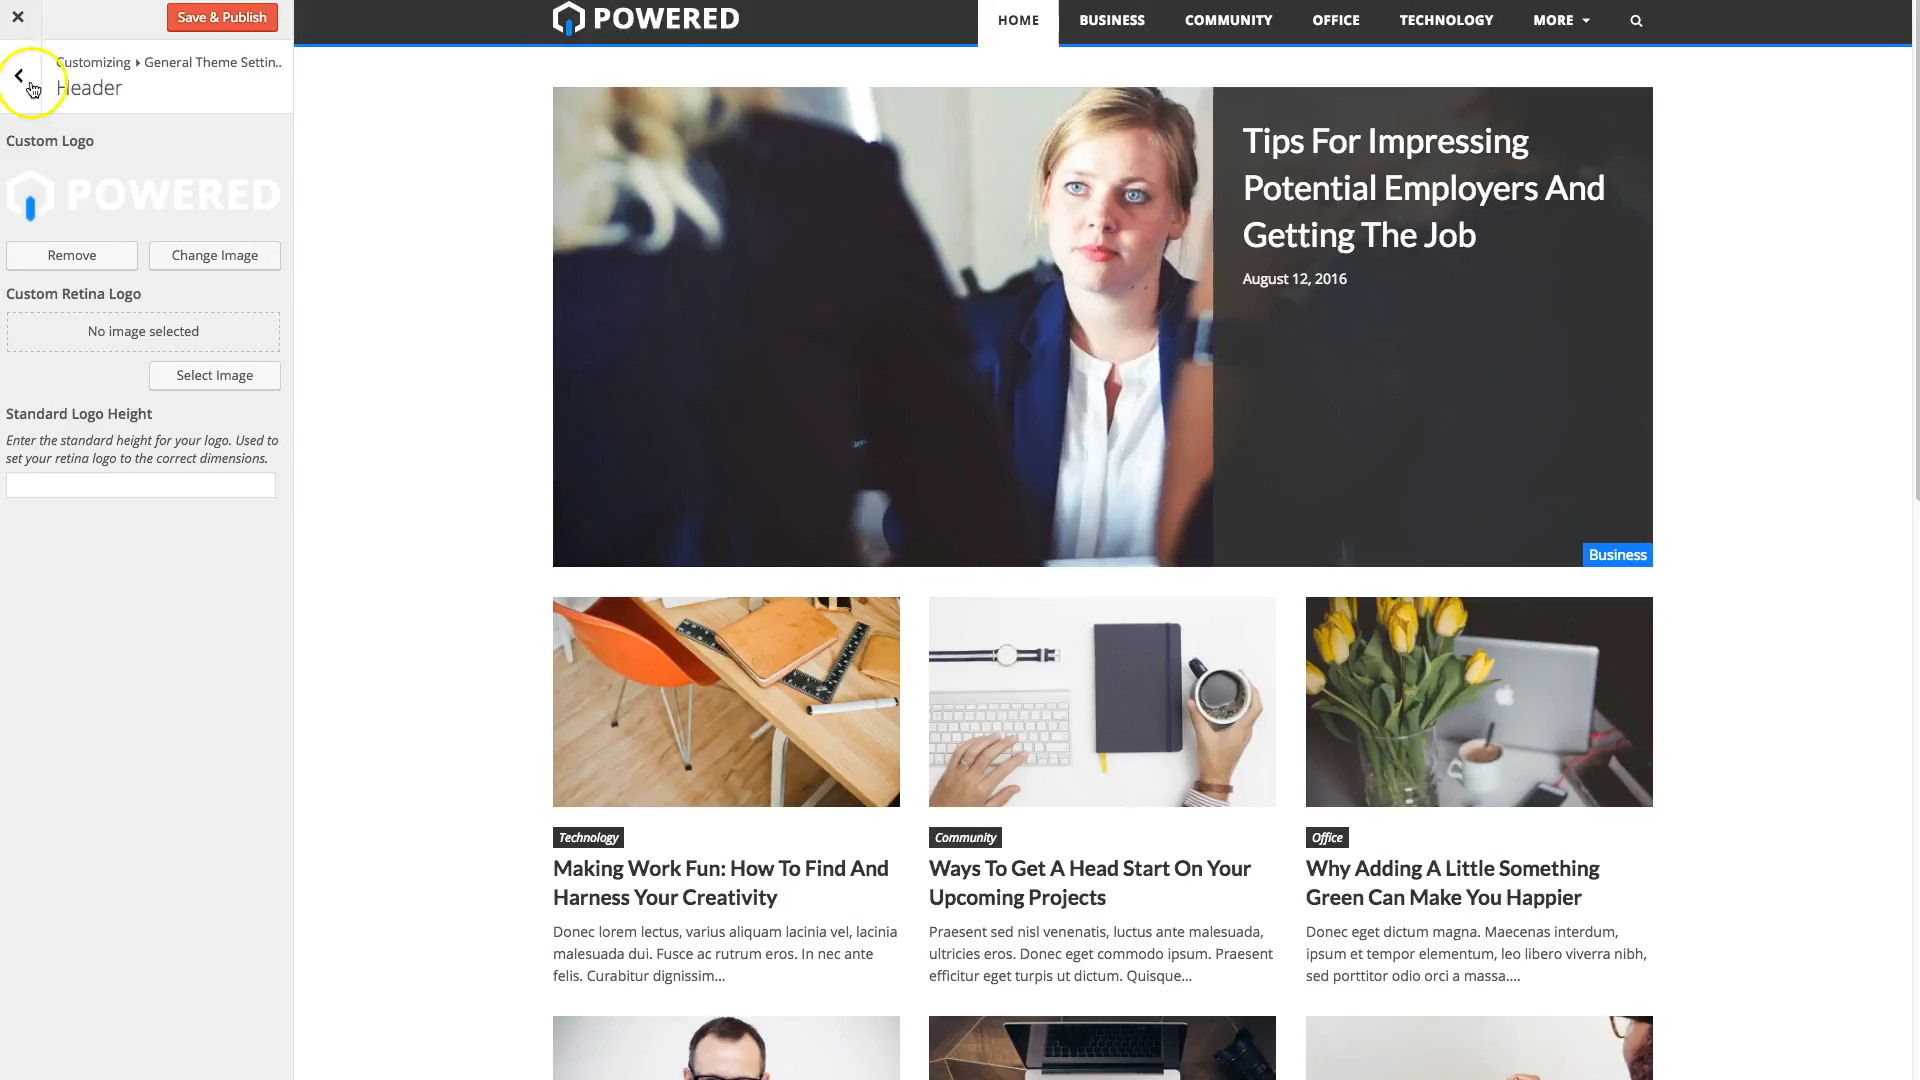 Save & Publish
Customizing ▸ General Theme Settin...
Header
Custom Logo
POWERED
Remove
Change Image
Custom Retina Logo
No image selected
Select Image
Standard Logo Height
Enter the standard height for your logo. Used to
set your retina logo to the correct dimensions.
POWERED
HOME
BUSINESS
COMMUNITY
OFFICE
TECHNOLOGY
MORE
Tips For Impressing
Potential Employers And
Getting The Job
August 12, 2016
Business
Technology
Making Work Fun: How To Find And
Harness Your Creativity
Donec lorem lectus, varius aliquam lacinia vel, lacinia
malesuada dui. Fusce ac rutrum eros. In nec ante
felis. Curabitur dignissim...
Community
Ways To Get A Head Start On Your
Upcoming Projects
Praesent sed nisl venenatis, luctus ante malesuada,
ultricies eros. Donec eget commodo ipsum. Praesent
efficitur eget turpis ut dictum. Quisque...
Office
Why Adding A Little Something
Green Can Make You Happier
Donec eget dictum magna. Maecenas interdum,
ipsum et tempor elementum, leo libero viverra nibh,
sed porttitor odio orci a massa....